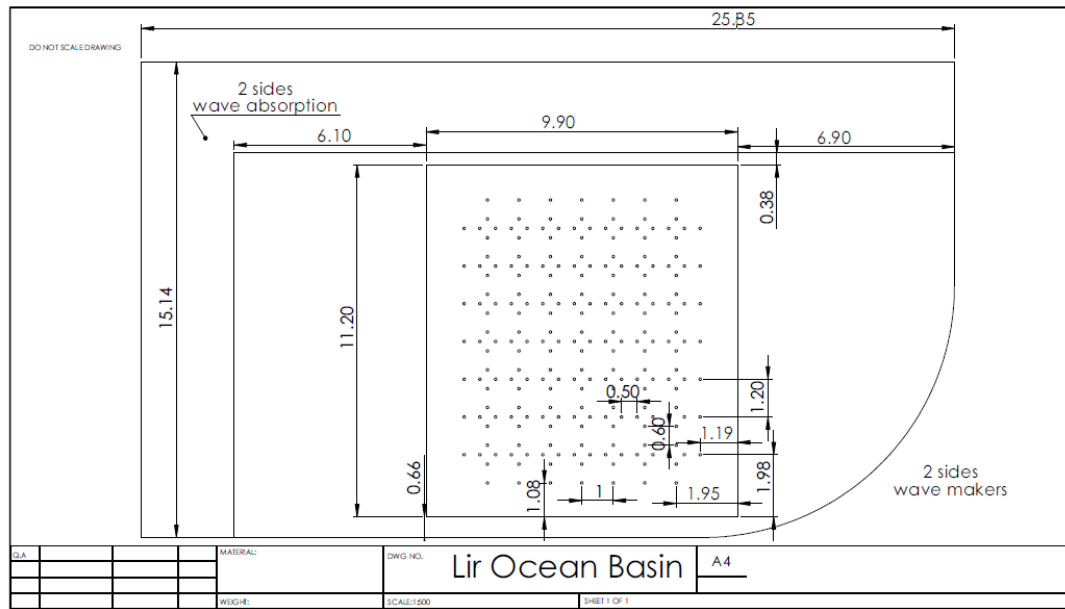 25.85
DO NOT SCALE DRAWING
2 sides
wave absorption
9.90
6.10
6.90
0.38
15.14
11.20
0.50
1.20
0.60
1.19
0.66
1.08
1
1.95
1.98
2 sides
wave makers
Q.A
MATERIAL:
DWG NO.
Lir Ocean Basin
A4
WEIGHT:
SCALE:1:500
SHEET 1 OF 1